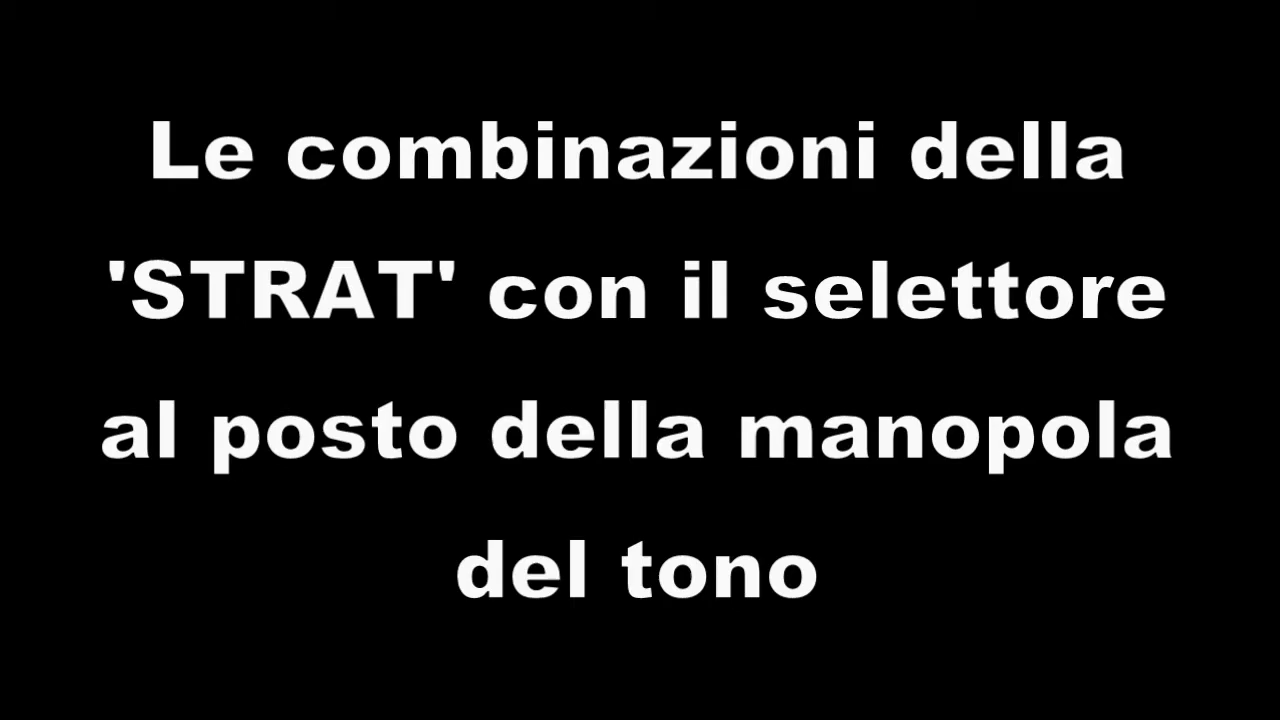 Le combinazioni della
'STRAT' con il selettore
al posto della manopola
del tono